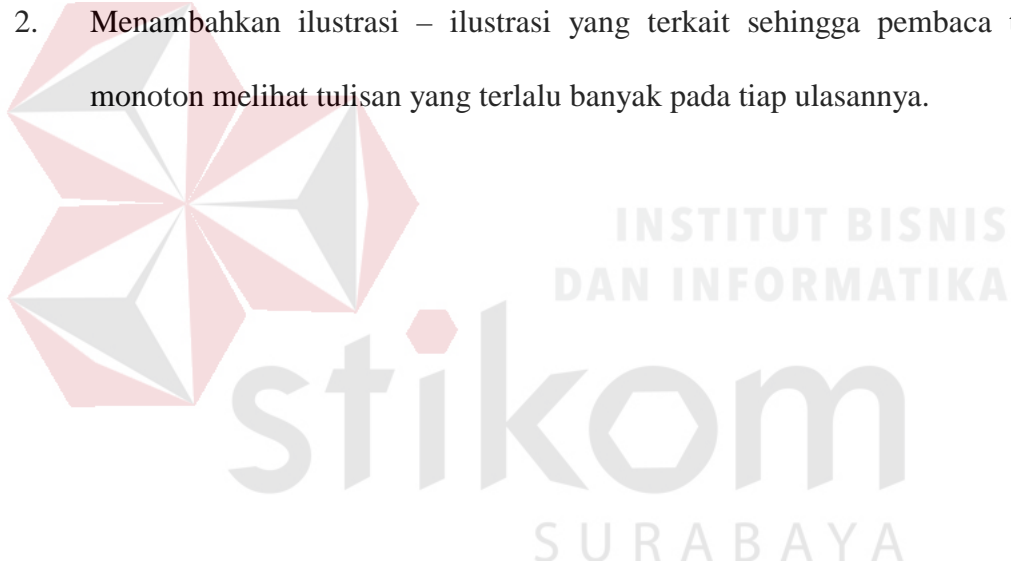 2. Menambahkan ilustrasi – ilustrasi yang terkait sehingga pembaca
monoton melihat tulisan yang terlalu banyak pada tiap ulasannya.
INSTITUT BISNIS
DAN INFORMATIKA
stikom
SURABAYA